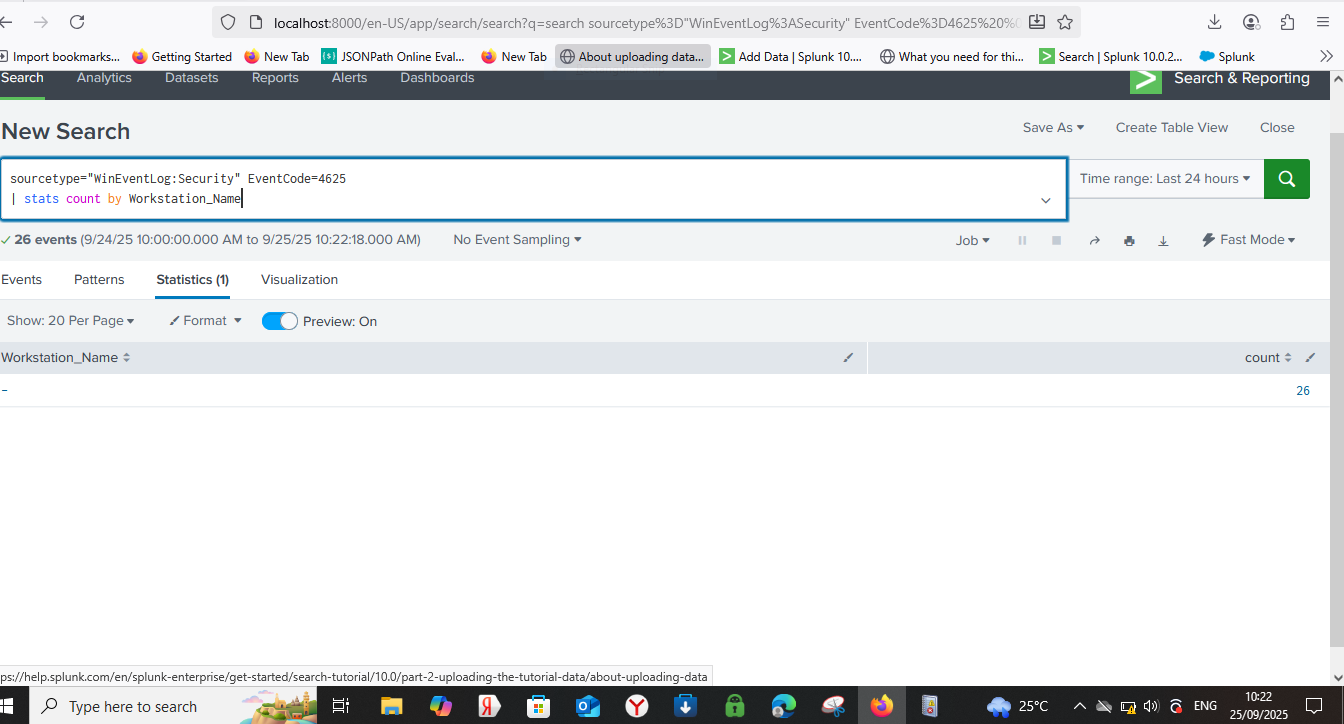 localhost:8000/en-US/app/search/search?q=search sourcetype%3D"WinEventLog%3ASecurity" EventCode%3D4625%20%
Import bookmarks... Getting Started New Tab JSONPath Online Eval... New Tab About uploading data... Add Data | Splunk 10.... What you need for thi... Search | Splunk 10.0.2... Splunk
Search Analytics Datasets Reports Alerts Dashboards > Search & Reporting
New Search Save As Create Table View Close
sourcetype="WinEventLog:Security" EventCode=4625
| stats count by Workstation_Name
Time range: Last 24 hours
26 events (9/24/25 10:00:00.000 AM to 9/25/25 10:22:18.000 AM) No Event Sampling Job Fast Mode
Events Patterns Statistics (1) Visualization
Show: 20 Per Page Format Preview: On
Workstation_Name count
- 26
ps://help.splunk.com/en/splunk-enterprise/get-started/search-tutorial/10.0/part-2-uploading-the-tutorial-data/about-uploading-data
Type here to search 25°C ENG 10:22
25/09/2025